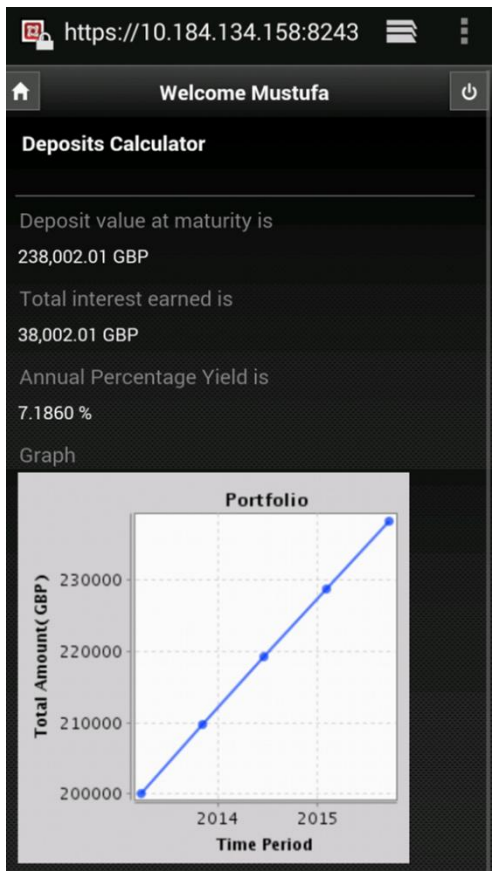 https://10.184.134.158:8243
Welcome Mustufa
Deposits Calculator
Deposit value at maturity is
238,002.01 GBP
Total interest earned is
38,002.01 GBP
Annual Percentage Yield is
7.1860 %
Graph
Portfolio
Total Amount( GBP)
230000
220000
210000
200000
2014 2015
Time Period